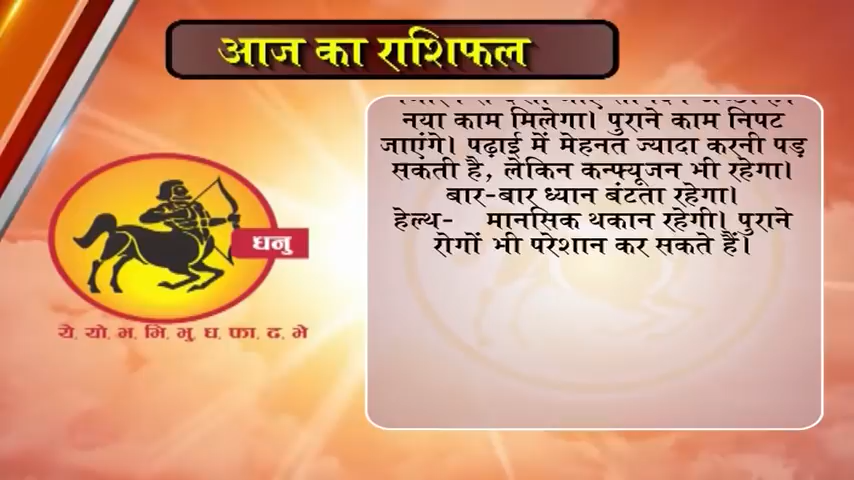 आज का राशिफल
नया काम मिलेगा। पुराने काम निपट
जाएंगे। पढ़ाई में मेहनत ज्यादा करनी पड़
सकती है, लेकिन कन्फ्यूजन भी रहेगा।
बार-बार ध्यान बंटता रहेगा।
हेल्थ- मानसिक थकान रहेगी। पुराने
रोगों भी परेशान कर सकते हैं।
धनु
ये, यो, भ, भि, भु, ध, फा, ढ, भे